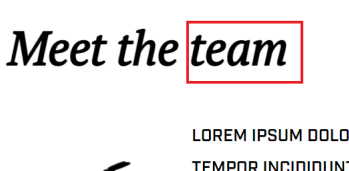 Meet the team
LOREM IPSUM DOLO
TEMPOR INCIDIDUNT